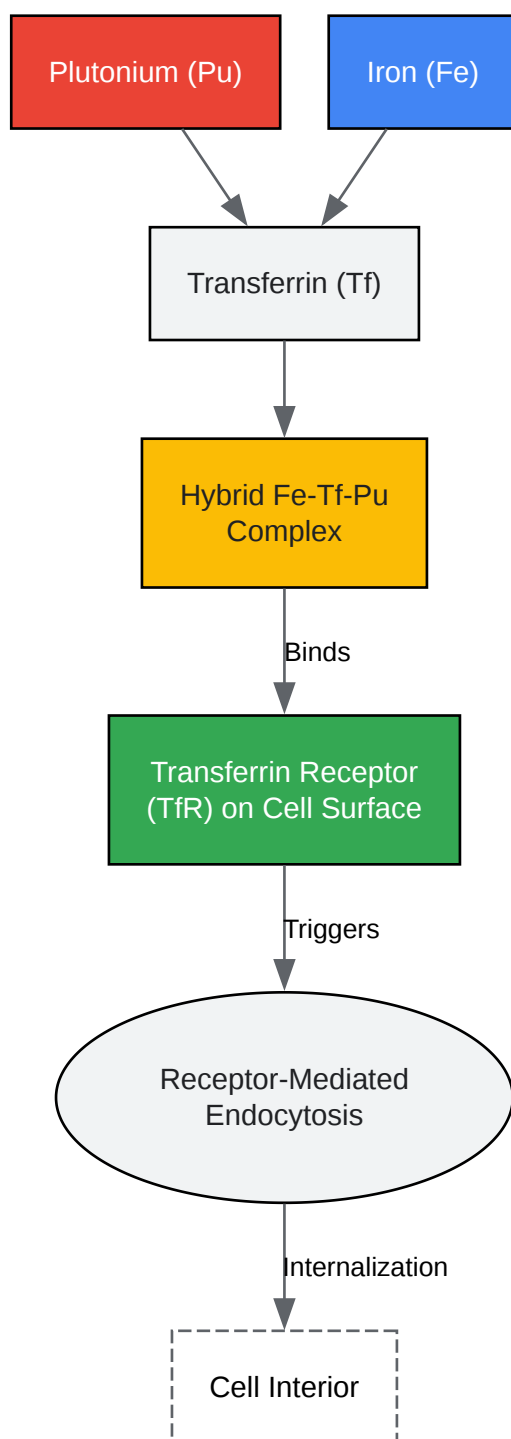 Plutonium (Pu)
Iron (Fe)
Transferrin (Tf)
Hybrid Fe-Tf-Pu
Complex
Binds
Transferrin Receptor
(TfR) on Cell Surface
Triggers
Receptor-Mediated
Endocytosis
Internalization
Cell Interior